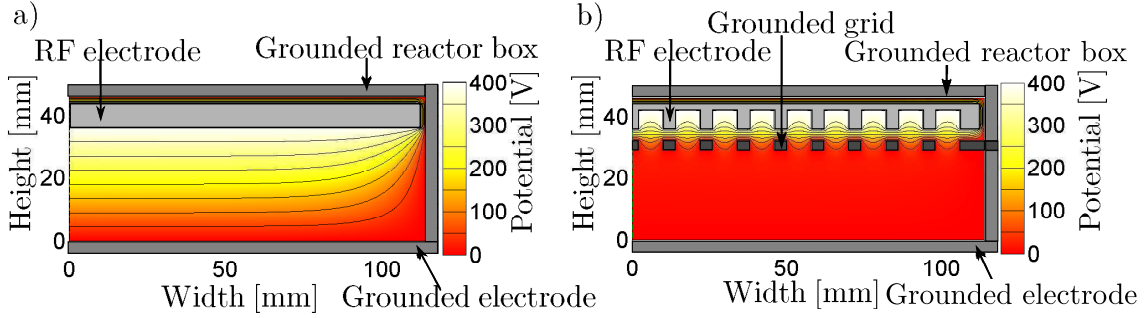 a)
RF electrode
Grounded reactor box
Height [mm]
40
20
0
0
50
100
Width [mm]
Grounded electrode
400
300
200
100
0
Potential [V]
b)
Grounded grid
RF electrode
Grounded reactor box
Height [mm]
40
20
0
0
50
100
Width [mm]
Grounded electrode
400
300
200
100
0
Potential [V]